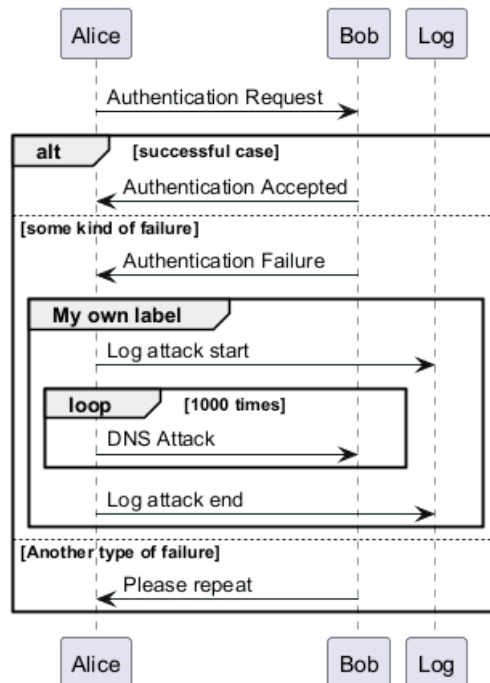 Alice Bob Log
Authentication Request
alt [successful case]
Authentication Accepted
[some kind of failure]
Authentication Failure
My own label
Log attack start
loop [1000 times]
DNS Attack
Log attack end
[Another type of failure]
Please repeat
Alice Bob Log